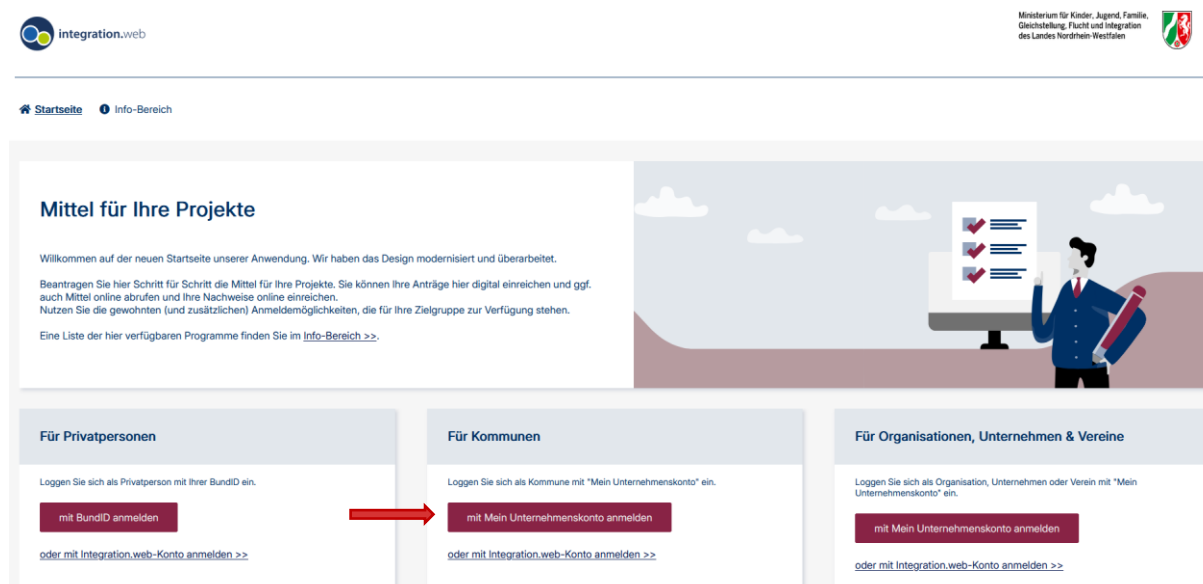 integration.web
Ministerium für Kinder, Jugend, Familie,
Gleichstellung, Flucht und Integration
des Landes Nordrhein-Westfalen
Startseite
Info-Bereich
Mittel für Ihre Projekte
Willkommen auf der neuen Startseite unserer Anwendung. Wir haben das Design modernisiert und überarbeitet.
Beantragen Sie hier Schritt für Schritt die Mittel für Ihre Projekte. Sie können Ihre Anträge hier digital einreichen und ggf.
auch Mittel online abrufen und Ihre Nachweise online einreichen.
Nutzen Sie die gewohnten (und zusätzlichen) Anmeldemöglichkeiten, die für Ihre Zielgruppe zur Verfügung stehen.
Eine Liste der hier verfügbaren Programme finden Sie im Info-Bereich >>.
Für Privatpersonen
Loggen Sie sich als Privatperson mit Ihrer BundID ein.
mit BundID anmelden
oder mit Integration.web-Konto anmelden >>
Für Kommunen
Loggen Sie sich als Kommune mit "Mein Unternehmenskonto" ein.
mit Mein Unternehmenskonto anmelden
oder mit Integration.web-Konto anmelden >>
Für Organisationen, Unternehmen & Vereine
Loggen Sie sich als Organisation, Unternehmen oder Verein mit "Mein
Unternehmenskonto" ein.
mit Mein Unternehmenskonto anmelden
oder mit Integration.web-Konto anmelden >>